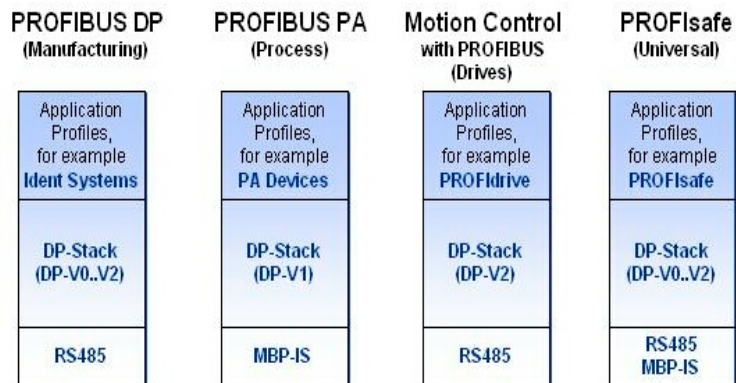 PROFIBUS DP
(Manufacturing)
Application
Profiles,
for example
Ident Systems
DP-Stack
(DP-V0..V2)
RS485
PROFIBUS PA
(Process)
Application
Profiles,
for example
PA Devices
DP-Stack
(DP-V1)
MBP-IS
Motion Control
with PROFIBUS
(Drives)
Application
Profiles,
for example
PROFIdrive
DP-Stack
(DP-V2)
RS485
PROFIsafe
(Universal)
Application
Profiles,
for example
PROFIsafe
DP-Stack
(DP-V0..V2)
RS485
MBP-IS